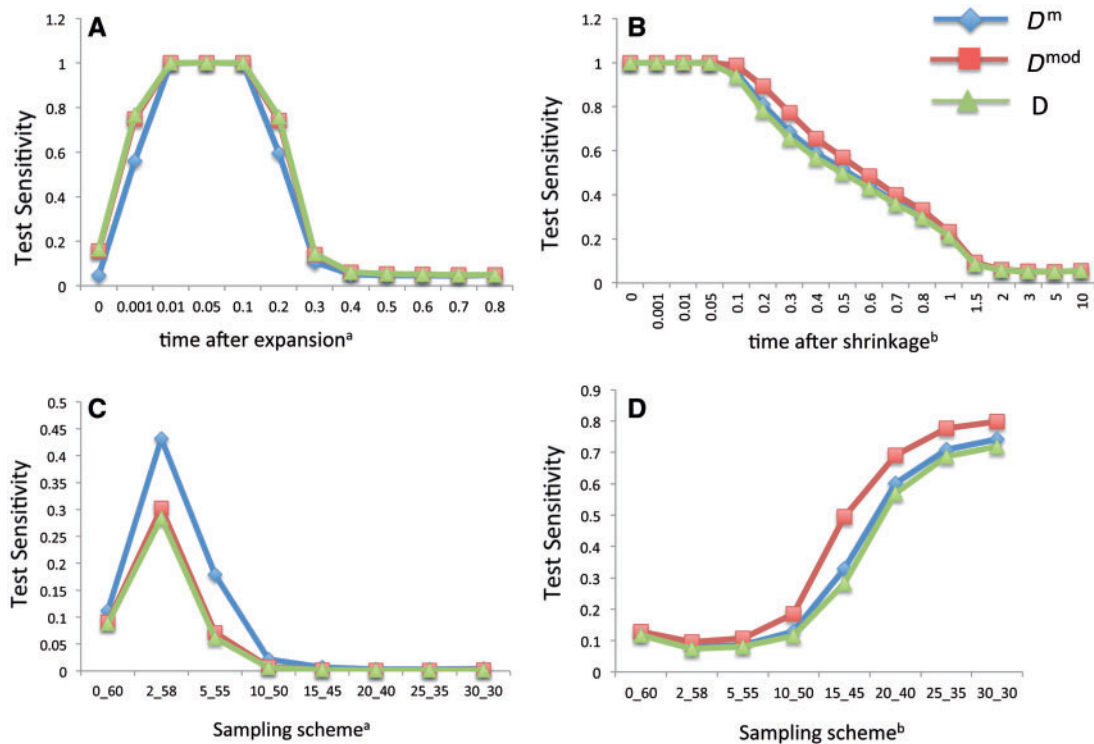 A
Test Sensitivity
1.2
1
0.8
0.6
0.4
0.2
0
0 0.001 0.01 0.05 0.1 0.2 0.3 0.4 0.5 0.6 0.7 0.8
time after expansionᵃ
B
Test Sensitivity
1.2
1
0.8
0.6
0.4
0.2
0
0 0.001 0.01 0.05 0.1 0.2 0.3 0.4 0.5 0.6 0.7 0.8 1 1.5 2 3 5 10
time after shrinkageᵇ
Dᵐ
Dᵐᵒᵈ
D
C
Test Sensitivity
0.5
0.45
0.4
0.35
0.3
0.25
0.2
0.15
0.1
0.05
0
0_60 2_58 5_55 10_50 15_45 20_40 25_35 30_30
Sampling schemeᵃ
D
Test Sensitivity
0.9
0.8
0.7
0.6
0.5
0.4
0.3
0.2
0.1
0
0_60 2_58 5_55 10_50 15_45 20_40 25_35 30_30
Sampling schemeᵇ